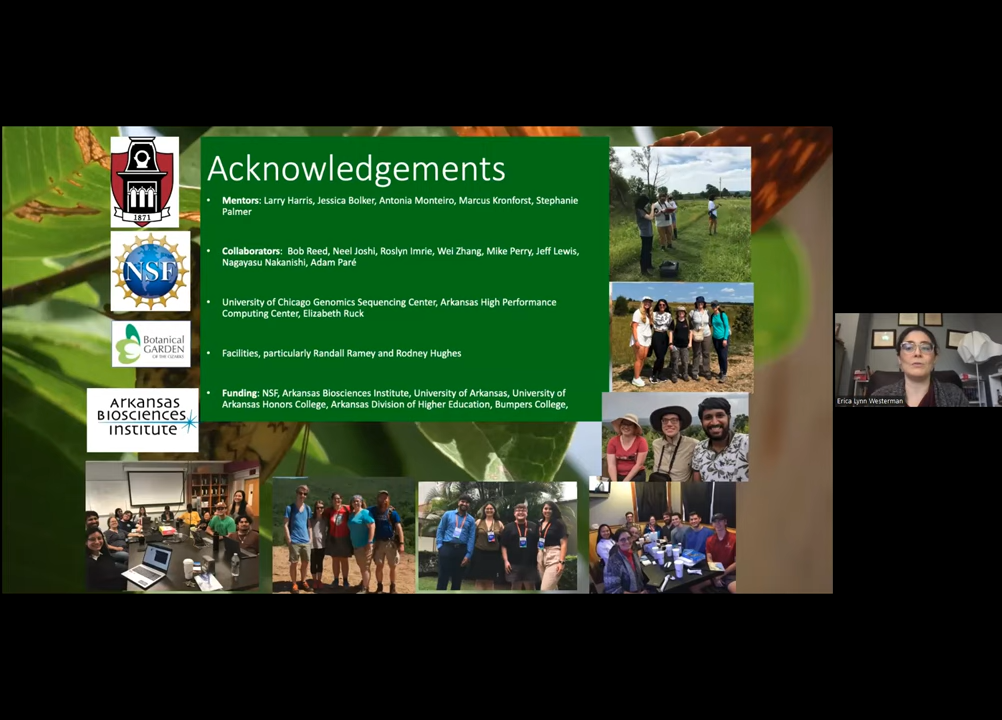 Acknowledgements
• Mentors: Larry Harris, Jessica Bolker, Antonia Monteiro, Marcus Kronforst, Stephanie
Palmer
• Collaborators: Bob Reed, Neel Joshi, Roslyn Imrie, Wei Zhang, Mike Perry, Jeff Lewis,
Nagayasu Nakanishi, Adam Paré
• University of Chicago Genomics Sequencing Center, Arkansas High Performance
Computing Center, Elizabeth Ruck
• Facilities, particularly Randall Ramey and Rodney Hughes
• Funding: NSF, Arkansas Biosciences Institute, University of Arkansas, University of
Arkansas Honors College, Arkansas Division of Higher Education, Bumpers College,
1871
NSF
Botanical
GARDEN
OF THE OZARKS
ARKANSAS
BIOSCIENCES
INSTITUTE
Erica Lynn Westerman